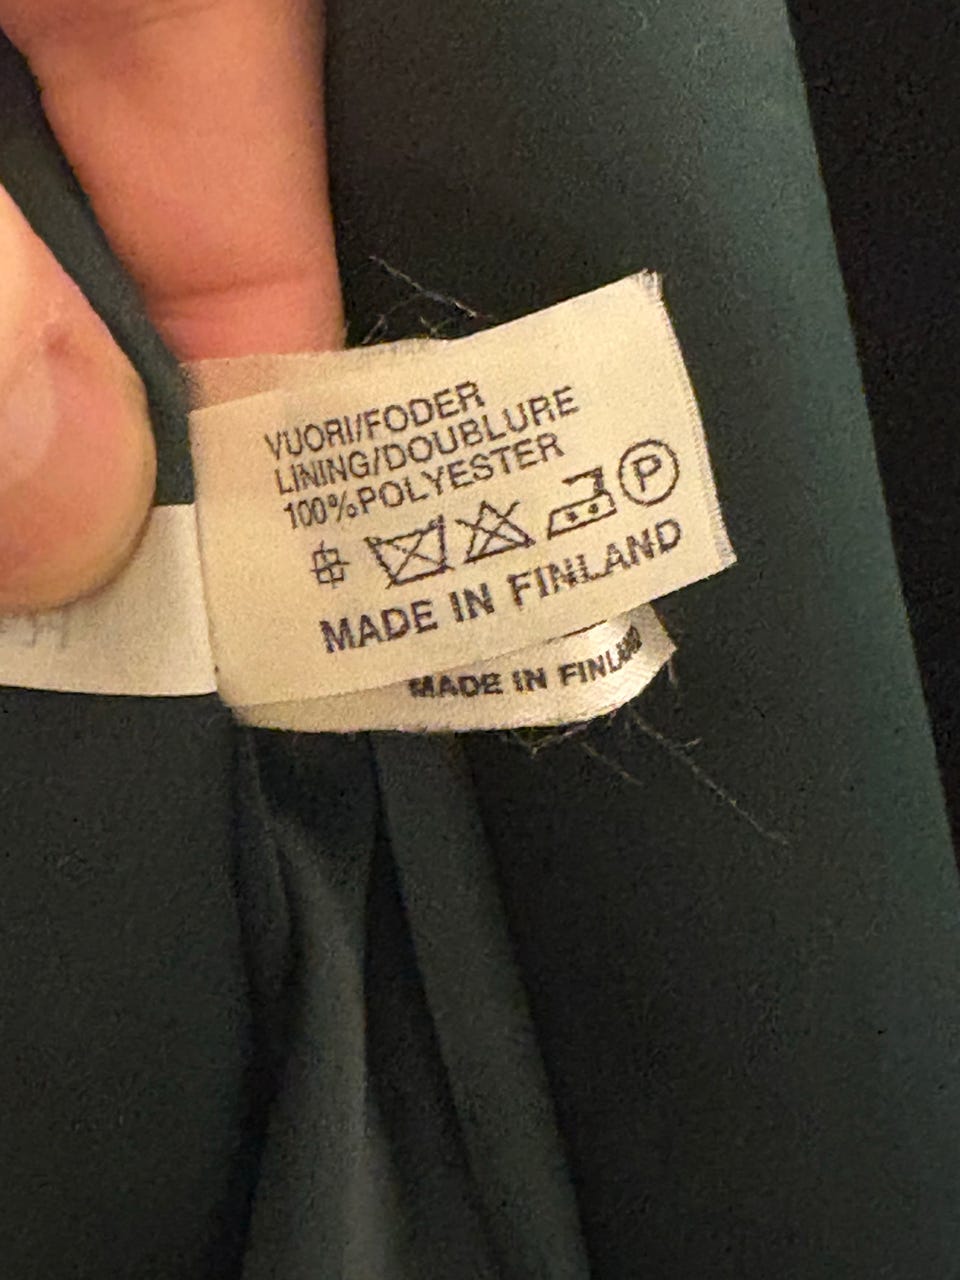 VUORI/FODER
LINING/DOUBLURE
100%POLYESTER
P
MADE IN FINLAND
MADE IN FINLAND